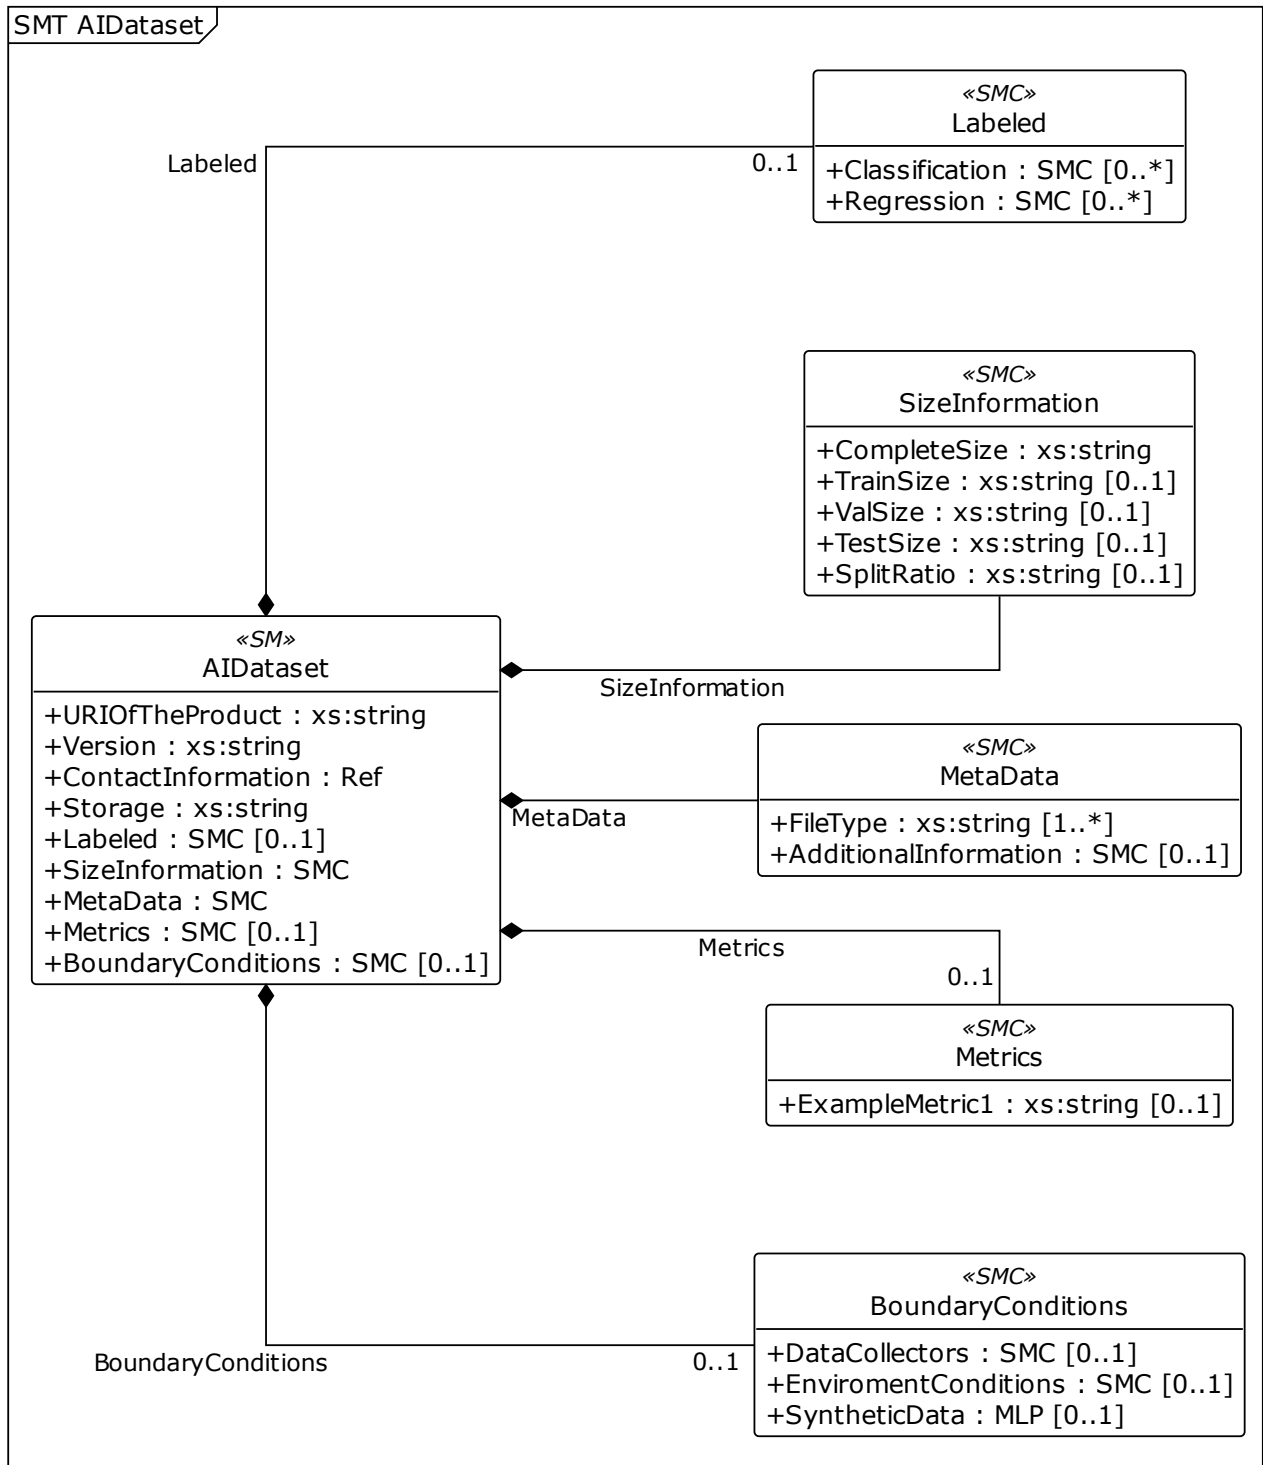 SMT AIDataset
«SMC»
Labeled
+Classification : SMC [0..*]
+Regression : SMC [0..*]
Labeled
0..1
«SMC»
SizeInformation
+CompleteSize : xs:string
+TrainSize : xs:string [0..1]
+ValSize : xs:string [0..1]
+TestSize : xs:string [0..1]
+SplitRatio : xs:string [0..1]
«SM»
AIDataset
+URIOfTheProduct : xs:string
+Version : xs:string
+ContactInformation : Ref
+Storage : xs:string
+Labeled : SMC [0..1]
+SizeInformation : SMC
+MetaData : SMC
+Metrics : SMC [0..1]
+BoundaryConditions : SMC [0..1]
SizeInformation
«SMC»
MetaData
+FileType : xs:string [1..*]
+AdditionalInformation : SMC [0..1]
MetaData
Metrics
0..1
«SMC»
Metrics
+ExampleMetric1 : xs:string [0..1]
«SMC»
BoundaryConditions
+DataCollectors : SMC [0..1]
+EnviromentConditions : SMC [0..1]
+SyntheticData : MLP [0..1]
BoundaryConditions
0..1